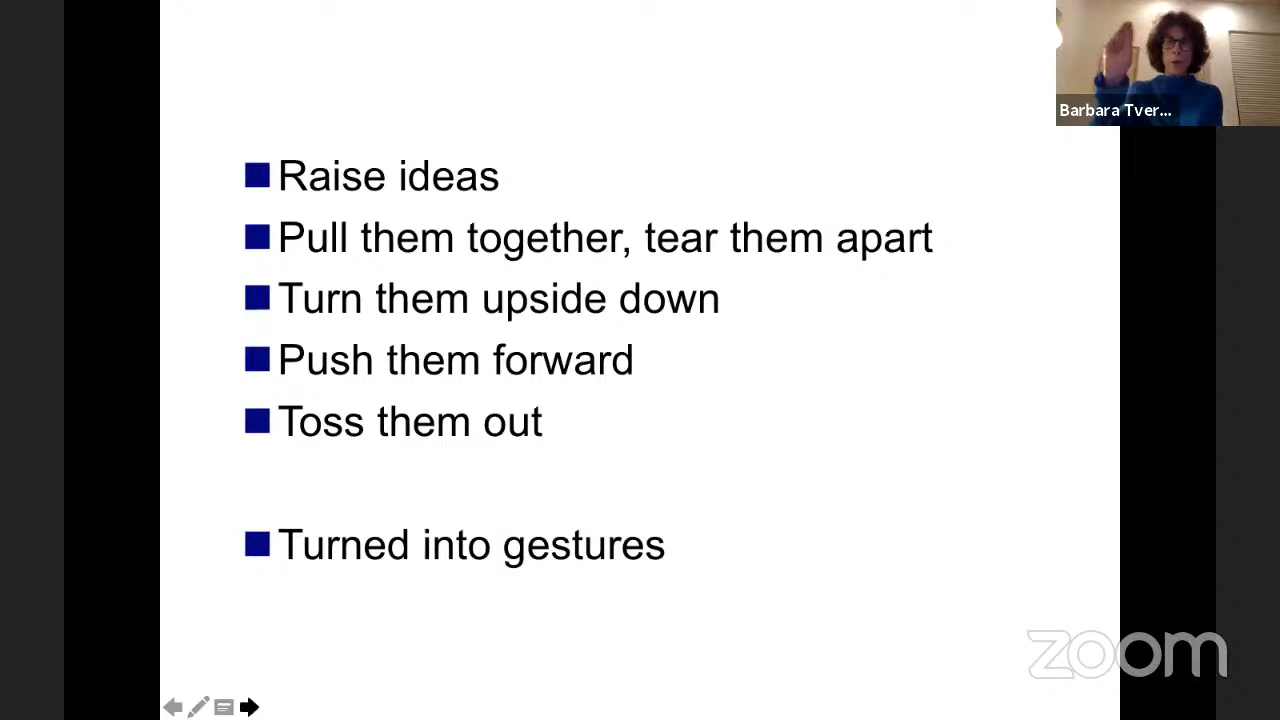 Barbara Tver...
Raise ideas
Pull them together, tear them apart
Turn them upside down
Push them forward
Toss them out
Turned into gestures
zoom